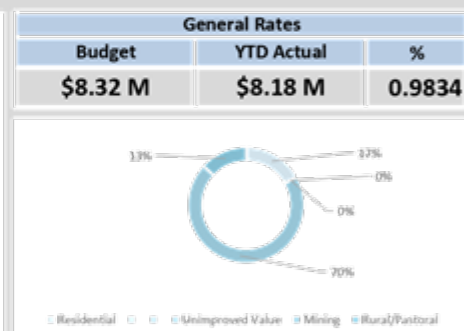 General Rates
Budget YTD Actual %
$8.32 M $8.18 M 0.9834
13% 17%
0%
0%
70%
Residential Unimproved Value Mining Rural/Pastoral